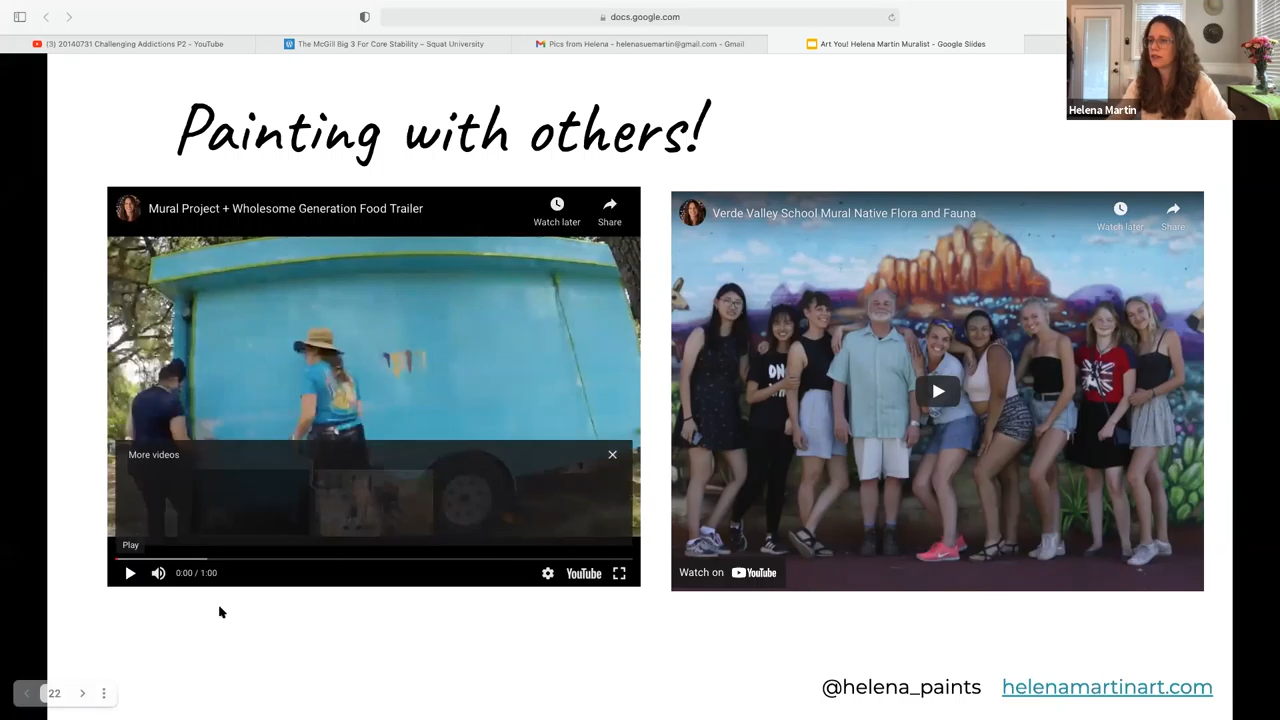 docs.google.com
(3) 20140731 Challenging Addictions P2 - YouTube
The McGill Big 3 For Core Stability – Squat University
Pics from Helena - helenasuemartin@gmail.com - Gmail
Art You! Helena Martin Muralist - Google Slides
Helena Martin
Painting with others!
Mural Project + Wholesome Generation Food Trailer
Watch later
Share
More videos
Play
0:00 / 1:00
YouTube
Verde Valley School Mural Native Flora and Fauna
Watch later
Share
Watch on YouTube
22
@helena_paints helenamartinart.com